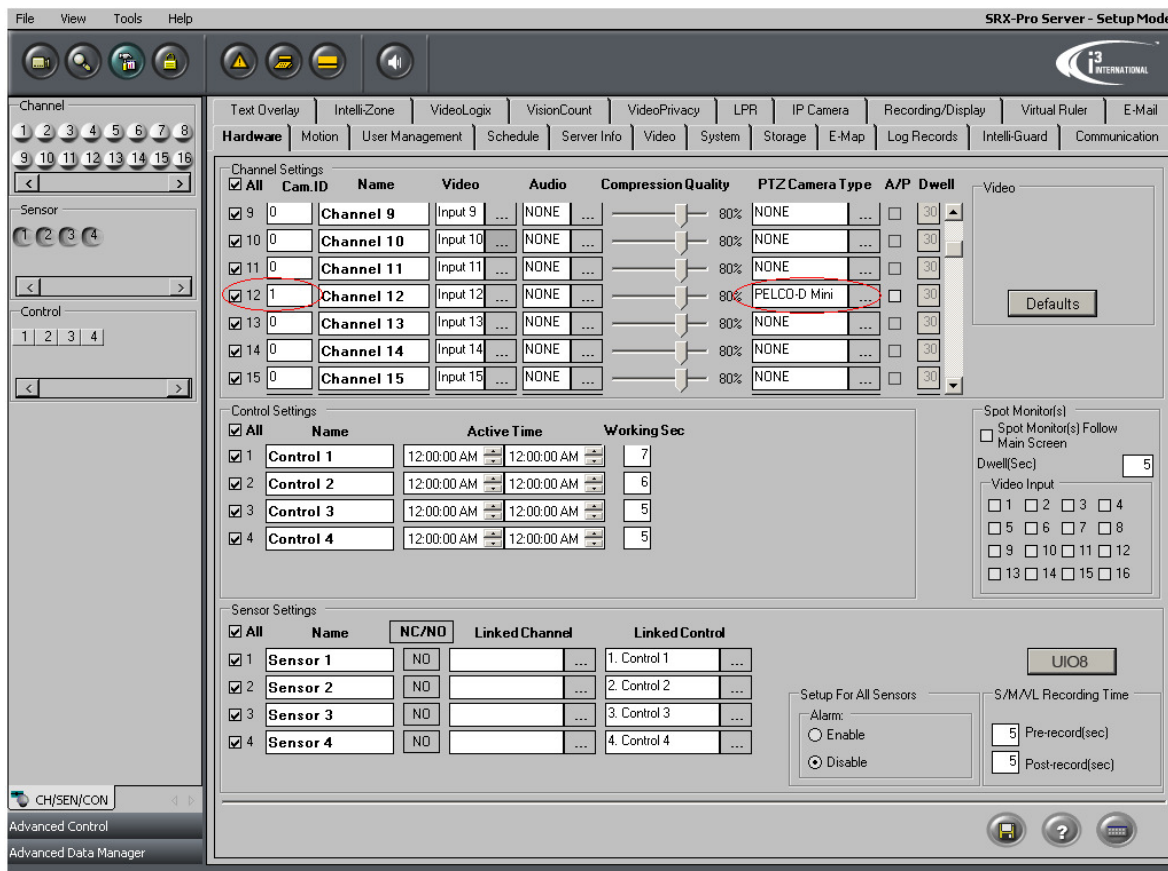 File View Tools Help SRX-Pro Server - Setup Mode
i3 INTERNATIONAL
Channel
1 2 3 4 5 6 7 8
9 10 11 12 13 14 15 16
Sensor
1 2 3 4
Control
1 2 3 4
CH/SEN/CON
Advanced Control
Advanced Data Manager
Text Overlay Intelli-Zone VideoLogix VisionCount VideoPrivacy LPR IP Camera Recording/Display Virtual Ruler E-Mail
Hardware Motion User Management Schedule Server Info Video System Storage E-Map Log Records Intelli-Guard Communication
Channel Settings
All Cam.ID Name Video Audio Compression Quality PTZ Camera Type A/P Dwell
9 0 Channel 9 Input 9 ... NONE ... 80% NONE ... 30
10 0 Channel 10 Input 10 ... NONE ... 80% NONE ... 30
11 0 Channel 11 Input 11 ... NONE ... 80% NONE ... 30
12 1 Channel 12 Input 12 ... NONE ... 80% PELCO-D Mini ... 30
13 0 Channel 13 Input 13 ... NONE ... 80% NONE ... 30
14 0 Channel 14 Input 14 ... NONE ... 80% NONE ... 30
15 0 Channel 15 Input 15 ... NONE ... 80% NONE ... 30
Video
Defaults
Control Settings
All Name Active Time Working Sec
1 Control 1 12:00:00 AM 12:00:00 AM 7
2 Control 2 12:00:00 AM 12:00:00 AM 6
3 Control 3 12:00:00 AM 12:00:00 AM 5
4 Control 4 12:00:00 AM 12:00:00 AM 5
Spot Monitor(s)
Spot Monitor(s) Follow
Main Screen
Dwell(Sec) 5
Video Input
1 2 3 4
5 6 7 8
9 10 11 12
13 14 15 16
Sensor Settings
All Name NC/NO Linked Channel Linked Control
1 Sensor 1 NO ... 1. Control 1 ...
2 Sensor 2 NO ... 2. Control 2 ...
3 Sensor 3 NO ... 3. Control 3 ...
4 Sensor 4 NO ... 4. Control 4 ...
UIO8
Setup For All Sensors
Alarm:
Enable
Disable
S/M/VL Recording Time
5 Pre-record(sec)
5 Post-record(sec)
?